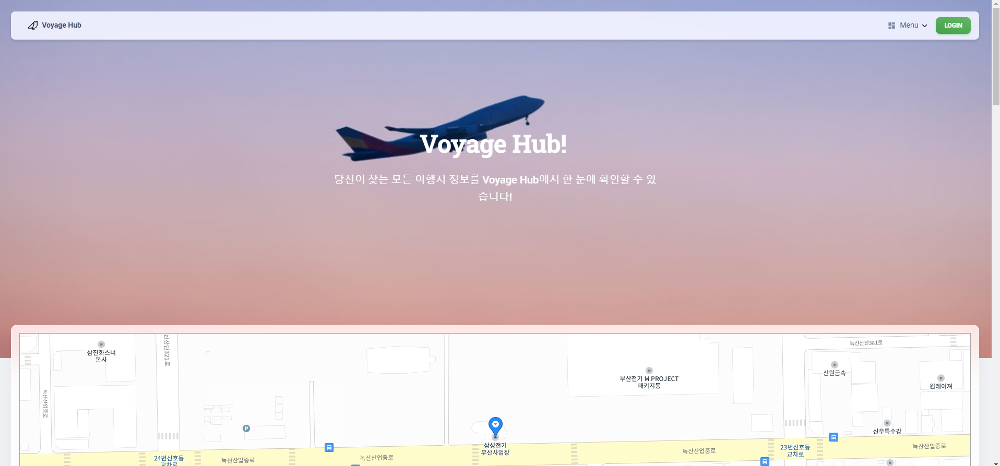 Voyage Hub
Menu
LOGIN
Voyage Hub!
당신이 찾는 모든 여행지 정보를 Voyage Hub에서 한 눈에 확인할 수 있
습니다!
삼진화스너
본사
산산단321로
녹산산단381로
신원금속
부산전기 M PROJECT
패키지동
원레이져
녹산산업중로
P
신우특수강
삼성전기
부산사업장
23번신호등
교차로
녹산산업중로
녹산산업중로
24번신호등
교차로
녹산산업중로
녹산산업중로